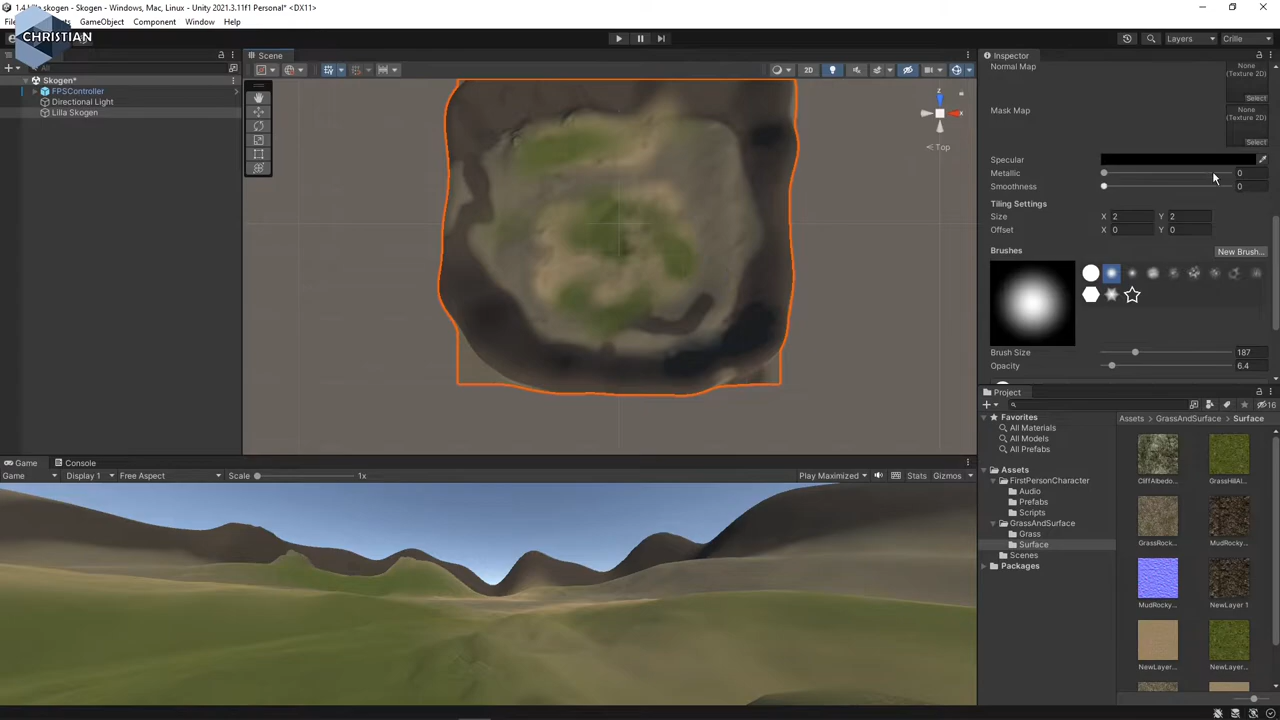 1.4 Lilla skogen - Skogen - Windows, Mac, Linux - Unity 2021.3.11f1 Personal* <DX11>
GameObject Component Window Help
CHRISTIAN
Layers Crille
All
Skogen*
FPSController
Directional Light
Lilla Skogen
Scene
2D
z
x
Top
Inspector
Normal Map
None
(Texture 2D)
Select
Mask Map
None
(Texture 2D)
Select
Specular
Metallic 0
Smoothness 0
Tiling Settings
Size X 2 Y 2
Offset X 0 Y 0
Brushes New Brush...
Brush Size 187
Opacity 6.4
Project
16
Favorites
All Materials
All Models
All Prefabs
Assets
FirstPersonCharacter
Audio
Prefabs
Scripts
GrassAndSurface
Grass
Surface
Scenes
Packages
Assets > GrassAndSurface > Surface
CliffAlbedo... GrassHillAl...
GrassRock... MudRocky...
MudRocky... NewLayer 1
NewLayer... NewLayer...
Game Console
Game Display 1 Free Aspect Scale 1x Play Maximized Stats Gizmos